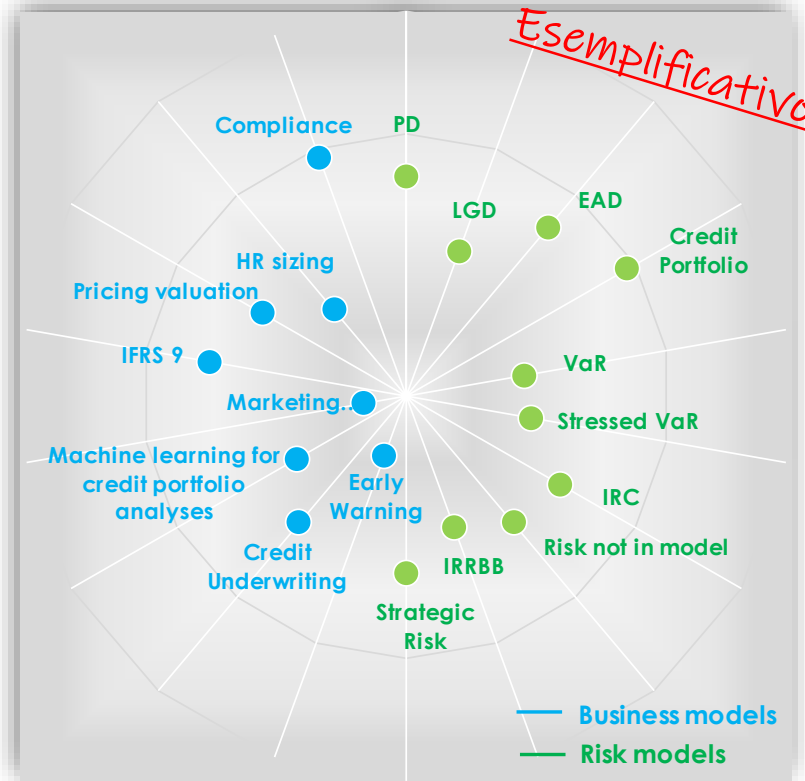 Esemplificativo
Compliance
PD
LGD
EAD
Credit
Portfolio
HR sizing
Pricing valuation
IFRS 9
VaR
Marketing..
Stressed VaR
Machine learning for
credit portfolio
analyses
Early
Warning
IRC
Risk not in model
Credit
Underwriting
IRRBB
Strategic
Risk
Business models
Risk models